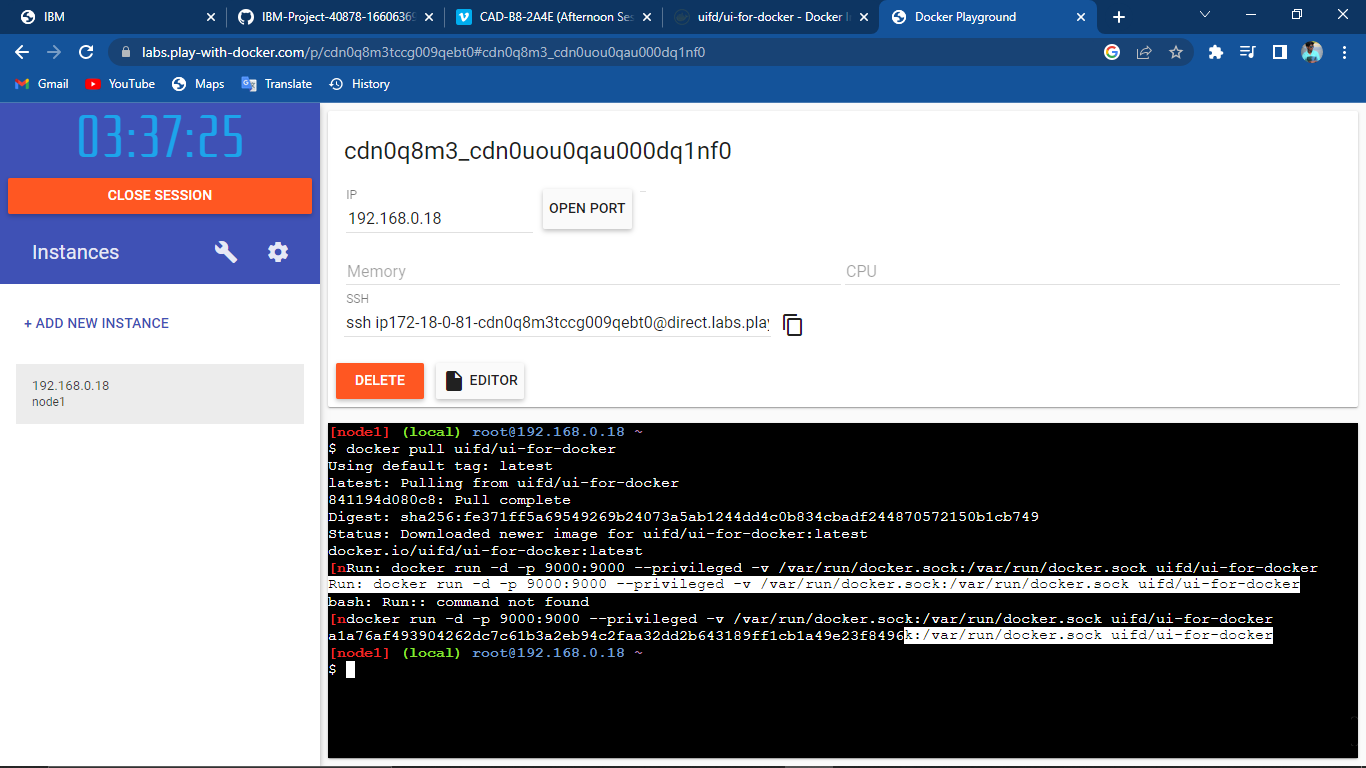 IBM
IBM-Project-40878-16606369
CAD-B8-2A4E (Afternoon Ses
uifd/ui-for-docker - Docker I
Docker Playground
labs.play-with-docker.com/p/cdn0q8m3tccg009qebt0#cdn0q8m3_cdn0uou0qau000dq1nf0
Gmail
YouTube
Maps
Translate
History
03:37:25
CLOSE SESSION
Instances
+ ADD NEW INSTANCE
192.168.0.18
node1
cdn0q8m3_cdn0uou0qau000dq1nf0
IP
192.168.0.18
OPEN PORT
Memory
CPU
SSH
ssh ip172-18-0-81-cdn0q8m3tccg009qebt0@direct.labs.play
DELETE
EDITOR
[node1] (local) root@192.168.0.18 ~
$ docker pull uifd/ui-for-docker
Using default tag: latest
latest: Pulling from uifd/ui-for-docker
841194d080c8: Pull complete
Digest: sha256:fe371ff5a69549269b24073a5ab1244dd4c0b834cbadf244870572150b1cb749
Status: Downloaded newer image for uifd/ui-for-docker:latest
docker.io/uifd/ui-for-docker:latest
[nRun: docker run -d -p 9000:9000 --privileged -v /var/run/docker.sock:/var/run/docker.sock uifd/ui-for-docker
Run: docker run -d -p 9000:9000 --privileged -v /var/run/docker.sock:/var/run/docker.sock uifd/ui-for-docker
bash: Run:: command not found
[ndocker run -d -p 9000:9000 --privileged -v /var/run/docker.sock:/var/run/docker.sock uifd/ui-for-docker
a1a76af493904262dc7c61b3a2eb94c2faa32dd2b643189ff1cb1a49e23f8496k:/var/run/docker.sock uifd/ui-for-docker
[node1] (local) root@192.168.0.18 ~
$